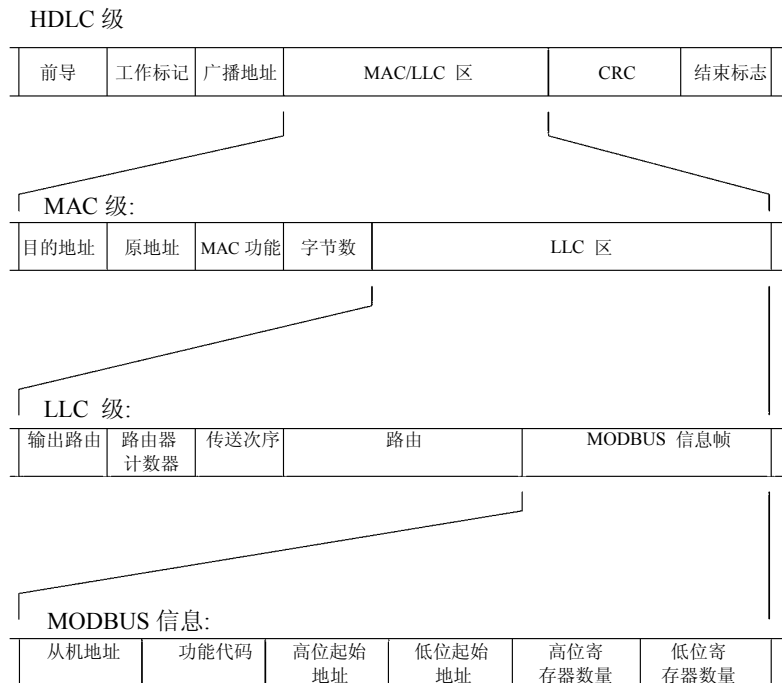 HDLC 级
前导 工作标记 广播地址 MAC/LLC 区 CRC 结束标志
MAC 级:
目的地址 原地址 MAC 功能 字节数 LLC 区
LLC 级:
输出路由 路由器 传送次序 路由 MODBUS 信息帧
计数器
MODBUS 信息:
从机地址 功能代码 高位起始 低位起始 高位寄 低位寄
地址 地址 存器数量 存器数量